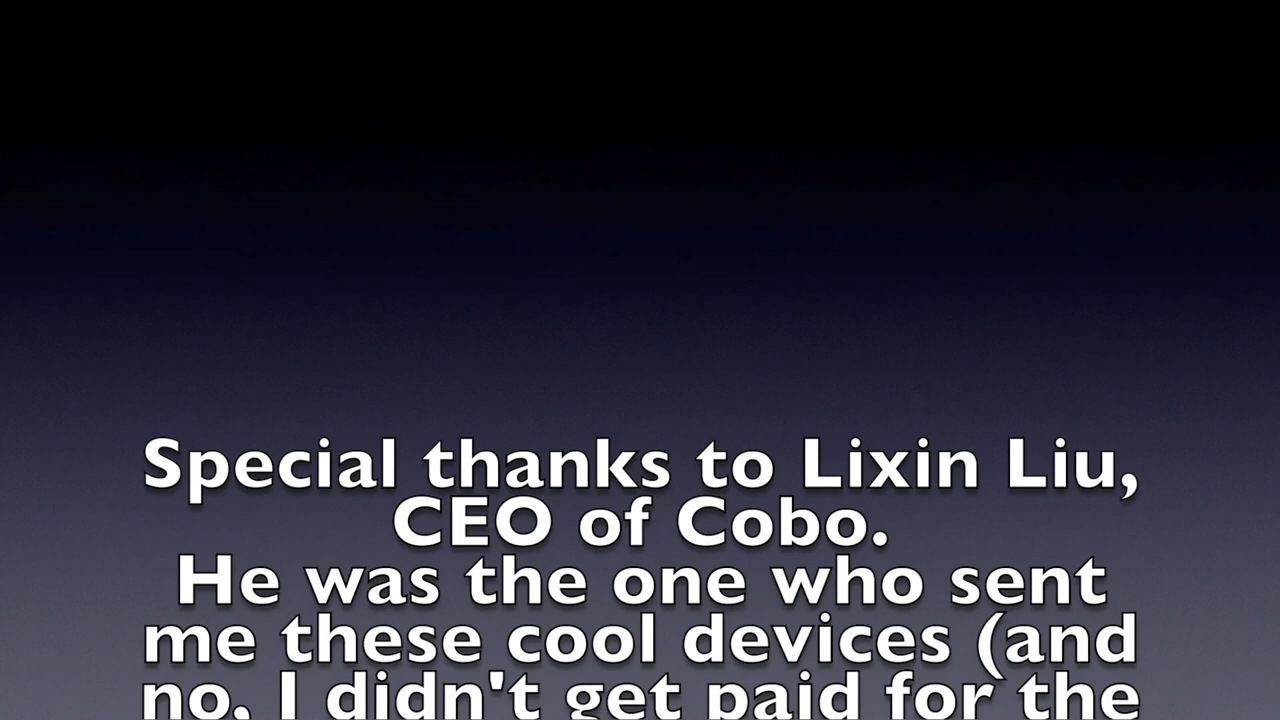 Special thanks to Lixin Liu,
CEO of Cobo.
He was the one who sent
me these cool devices (and
no, I didn't get paid for the